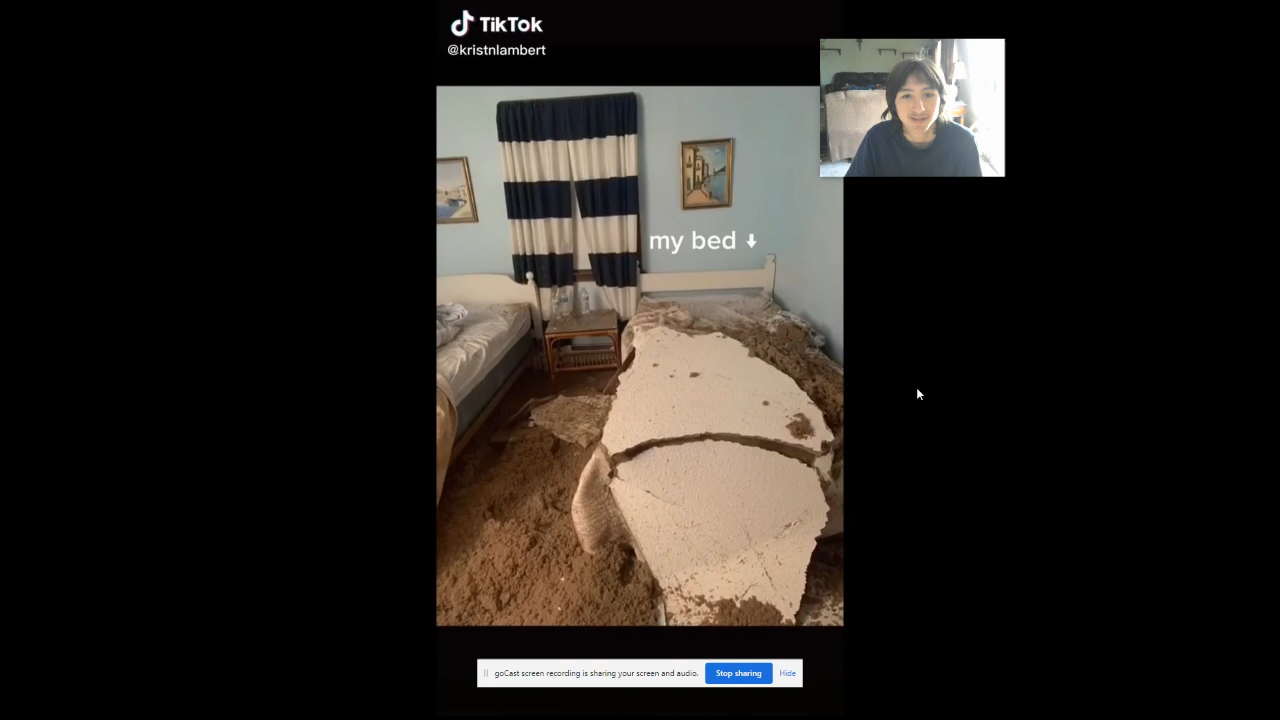 TikTok
@kristnlambert
my bed ⬇
goCast screen recording is sharing your screen and audio. Stop sharing Hide